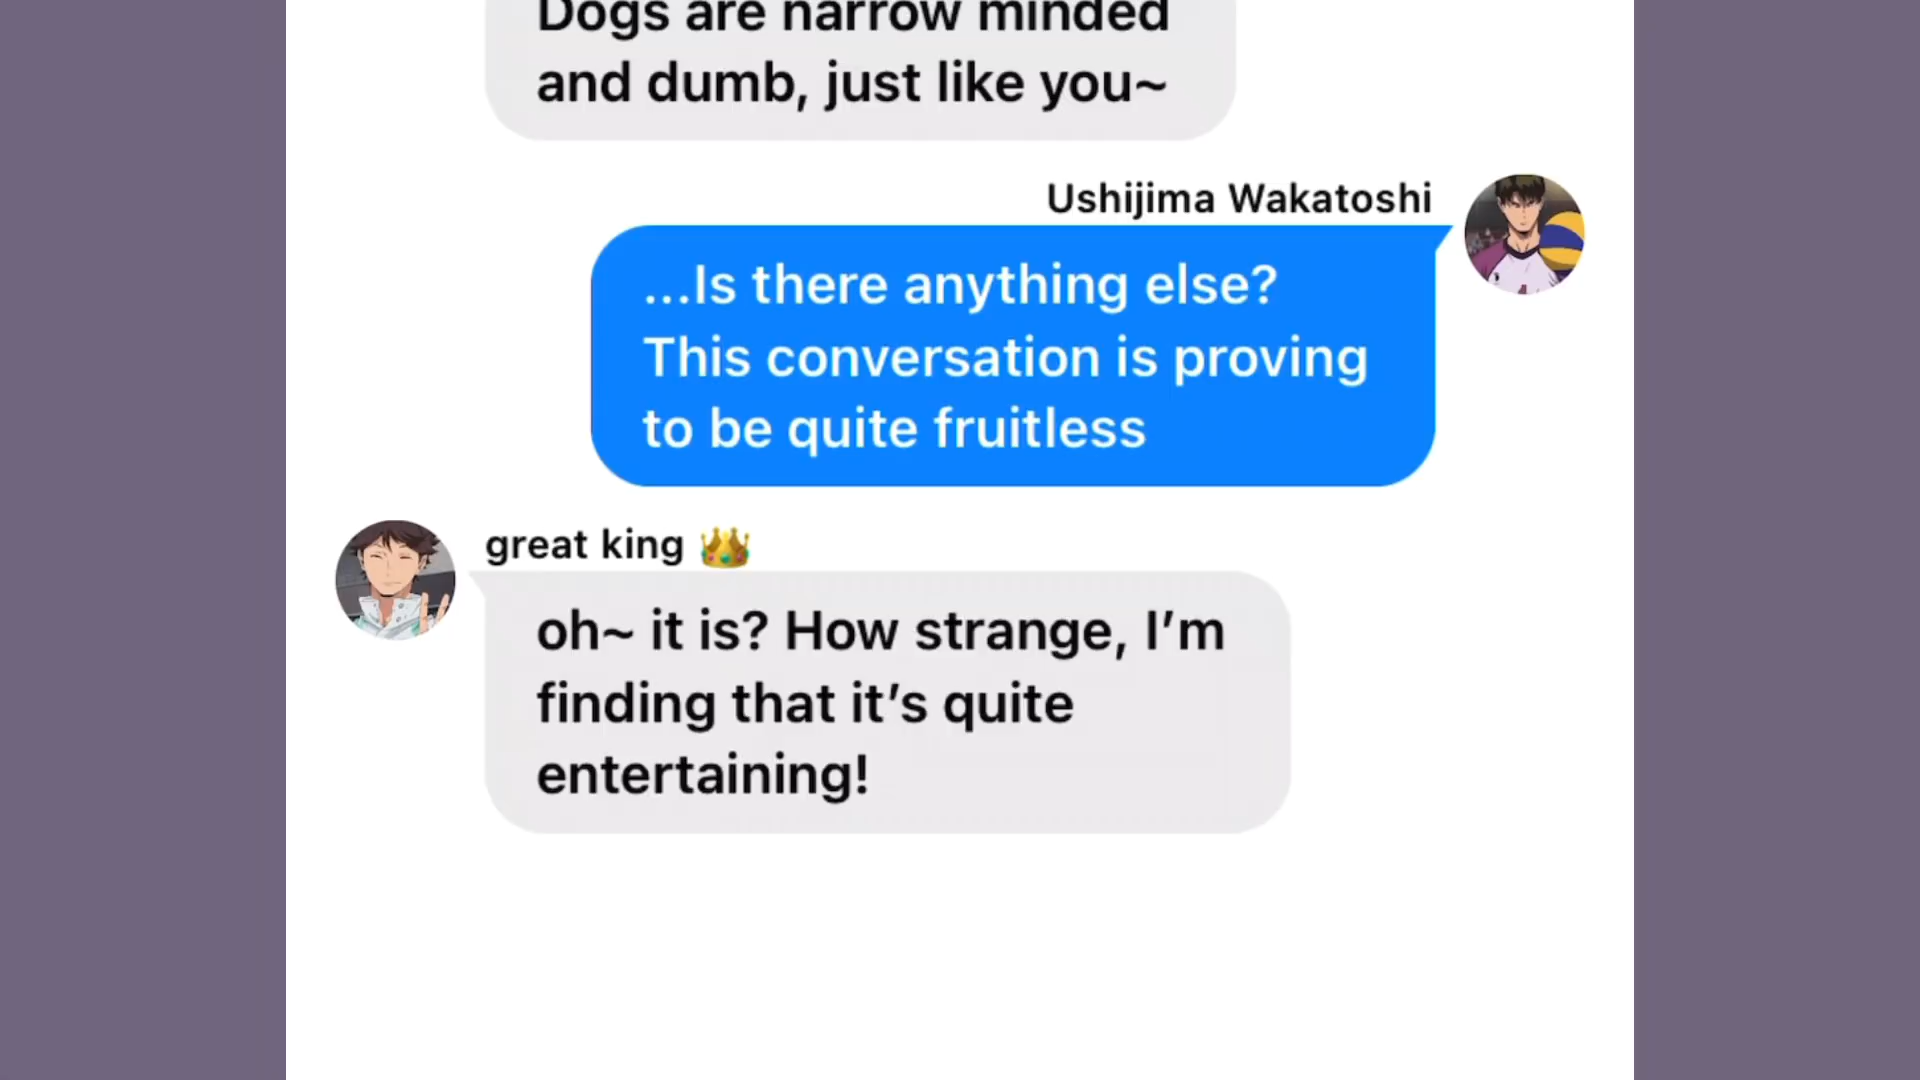 Dogs are narrow minded
and dumb, just like you~
Ushijima Wakatoshi
...Is there anything else?
This conversation is proving
to be quite fruitless
great king 👑
oh~ it is? How strange, I’m
finding that it’s quite
entertaining!